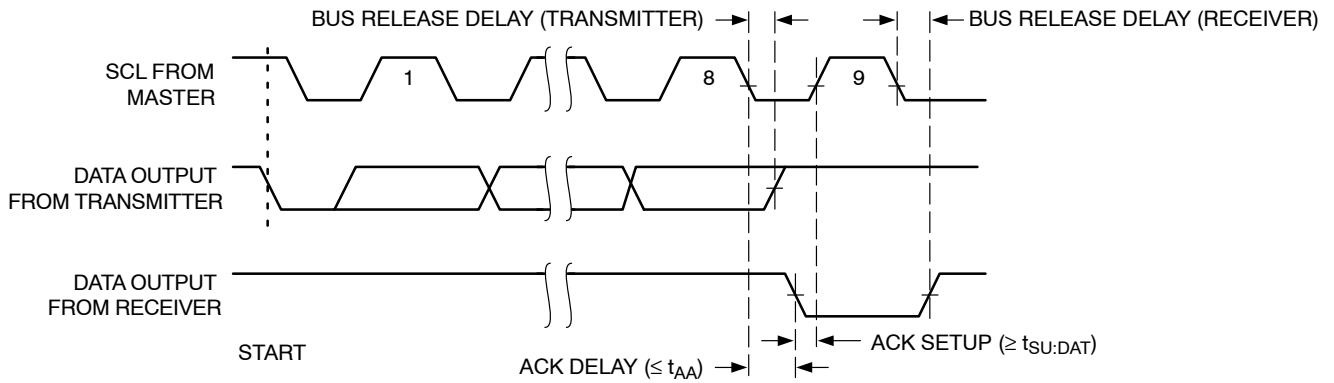 BUS RELEASE DELAY (TRANSMITTER)
BUS RELEASE DELAY (RECEIVER)
SCL FROM
MASTER
1
8
9
DATA OUTPUT
FROM TRANSMITTER
DATA OUTPUT
FROM RECEIVER
START
ACK SETUP (≥ tSU:DAT)
ACK DELAY (≤ tAA)